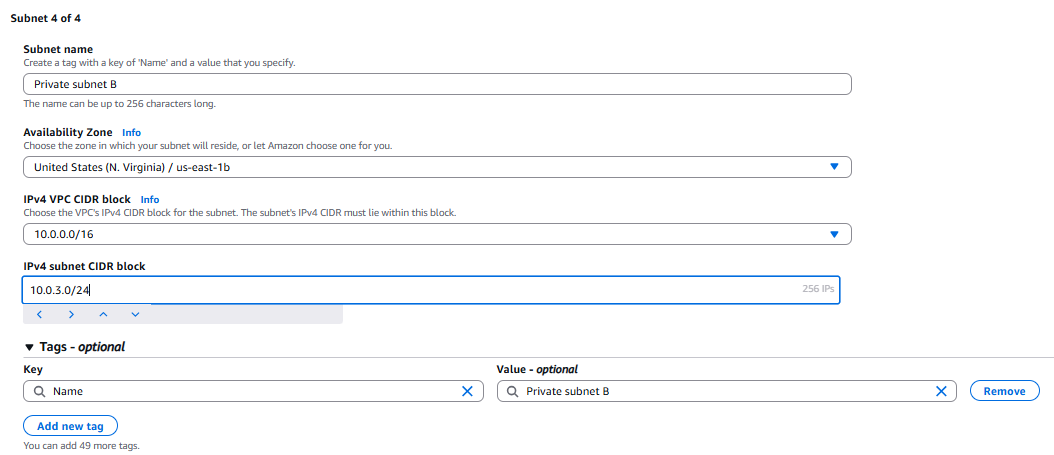 Subnet 4 of 4
Subnet name
Create a tag with a key of 'Name' and a value that you specify.
Private subnet B
The name can be up to 256 characters long.
Availability Zone Info
Choose the zone in which your subnet will reside, or let Amazon choose one for you.
United States (N. Virginia) / us-east-1b
IPv4 VPC CIDR block Info
Choose the VPC's IPv4 CIDR block for the subnet. The subnet's IPv4 CIDR must lie within this block.
10.0.0.0/16
IPv4 subnet CIDR block
10.0.3.0/24 256 IPs
Tags - optional
Key Value - optional
Name Private subnet B Remove
Add new tag
You can add 49 more tags.